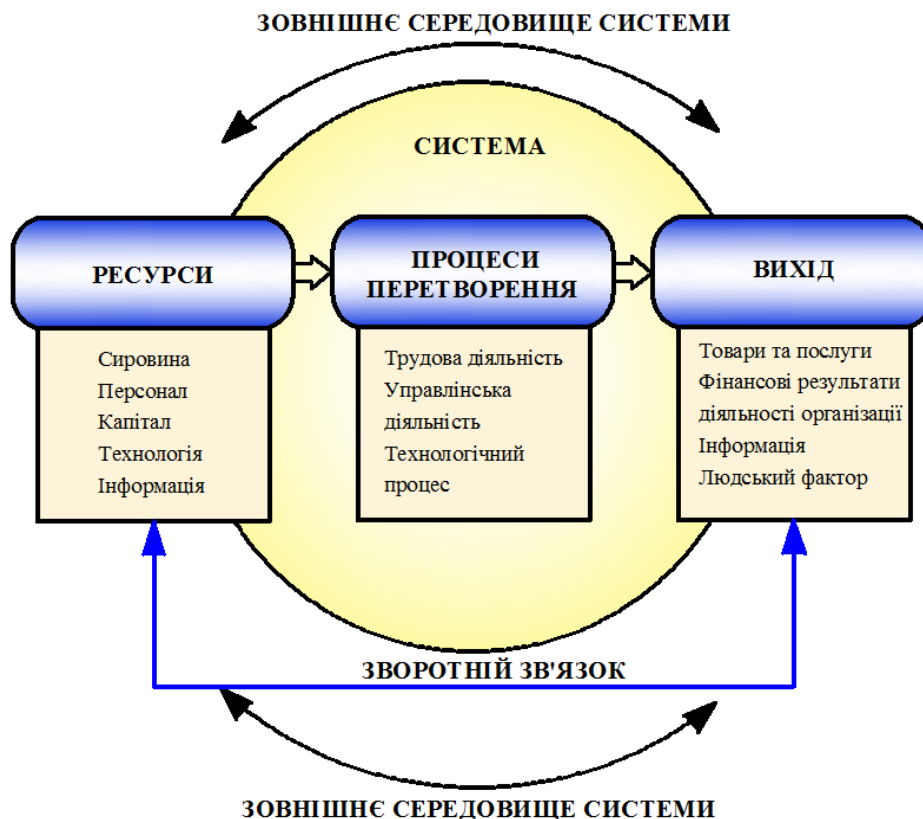 ЗОВНІШНЄ СЕРЕДОВИЩЕ СИСТЕМИ
СИСТЕМА
РЕСУРСИ
Сировина
Персонал
Капітал
Технологія
Інформація
ПРОЦЕСИ
ПЕРЕТВОРЕННЯ
Трудова діяльність
Управлінська
діяльність
Технологічний
процес
ВИХІД
Товари та послуги
Фінансові результати
діяльності організації
Інформація
Людський фактор
ЗВОРОТНІЙ ЗВ'ЯЗОК
ЗОВНІШНЄ СЕРЕДОВИЩЕ СИСТЕМИ